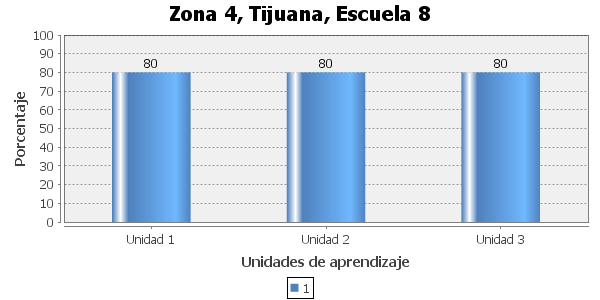 Zona 4, Tijuana, Escuela 8
100
90
80
70
60
50
40
30
20
10
0
Porcentaje
80
80
80
Unidad 1
Unidad 2
Unidad 3
Unidades de aprendizaje
1